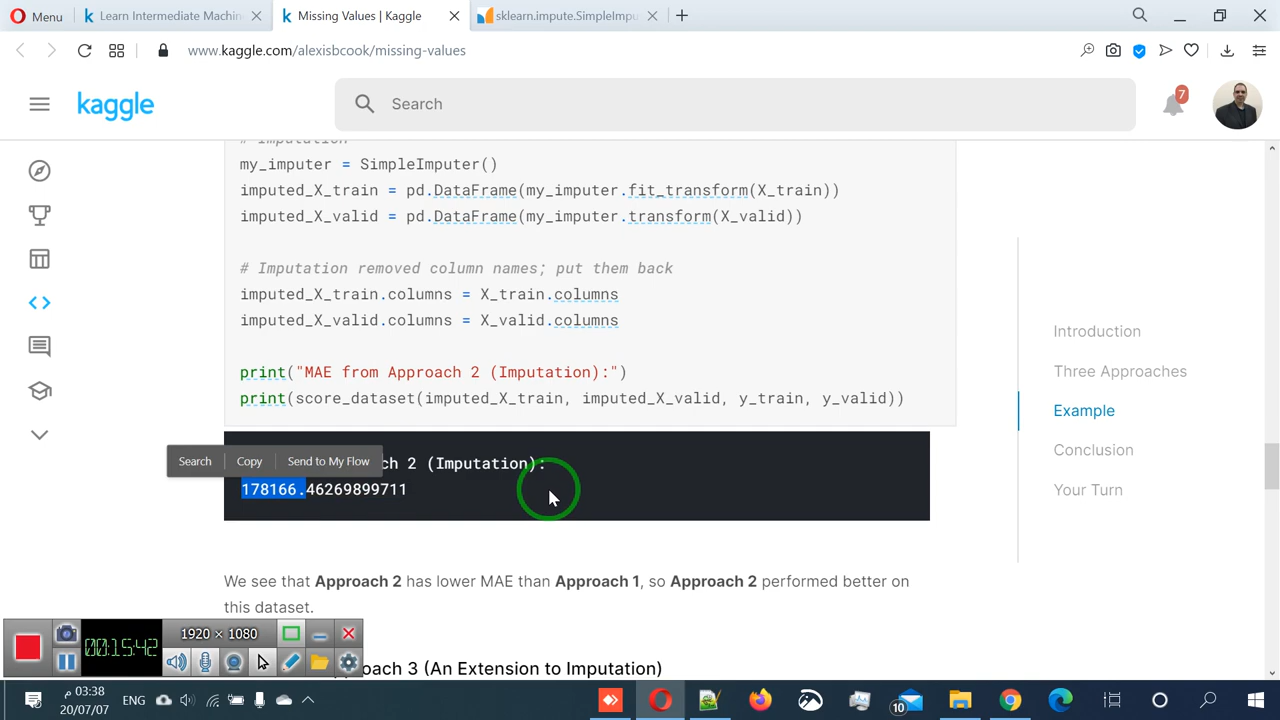 Menu
Learn Intermediate Machin
Missing Values | Kaggle
sklearn.impute.SimpleImpu
www.kaggle.com/alexisbcook/missing-values
kaggle
Search
7
# Imputation
my_imputer = SimpleImputer()
imputed_X_train = pd.DataFrame(my_imputer.fit_transform(X_train))
imputed_X_valid = pd.DataFrame(my_imputer.transform(X_valid))
# Imputation removed column names; put them back
imputed_X_train.columns = X_train.columns
imputed_X_valid.columns = X_valid.columns
print("MAE from Approach 2 (Imputation):")
print(score_dataset(imputed_X_train, imputed_X_valid, y_train, y_valid))
Search Copy Send to My Flow
ch 2 (Imputation):
178166.46269899711
We see that Approach 2 has lower MAE than Approach 1, so Approach 2 performed better on
this dataset.
oach 3 (An Extension to Imputation)
Introduction
Three Approaches
Example
Conclusion
Your Turn
00:15:42
1920 × 1080
03:38 م
20/07/07
ENG
10